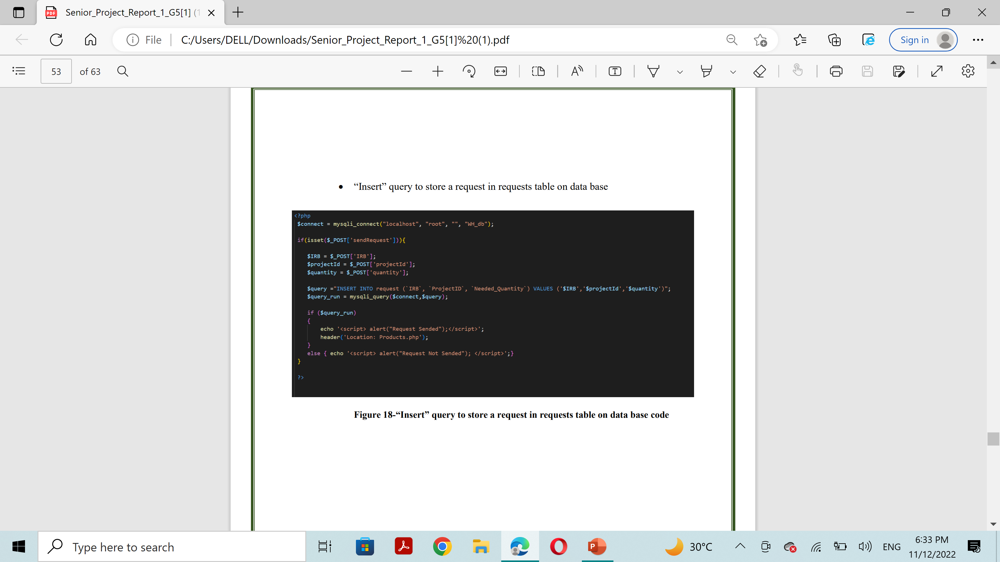 Senior_Project_Report_1_G5[1] (1
File
C:/Users/DELL/Downloads/Senior_Project_Report_1_G5[1]%20(1).pdf
Sign in
53 of 63
• “Insert” query to store a request in requests table on data base
<?php
$connect = mysqli_connect("localhost", "root", "", "WH_db");
if(isset($_POST['sendRequest'])){
$IRB = $_POST['IRB'];
$projectId = $_POST['projectId'];
$quantity = $_POST['quantity'];
$query ="INSERT INTO request (`IRB`, `ProjectID`, `Needed_Quantity`) VALUES ('$IRB','$projectId','$quantity')";
$query_run = mysqli_query($connect,$query);
if ($query_run)
{
echo '<script> alert("Request Sended");</script>';
header('Location: Products.php');
}
else { echo '<script> alert("Request Not Sended"); </script>';}
}
?>
Figure 18-“Insert” query to store a request in requests table on data base code
Type here to search
30°C
ENG
6:33 PM
11/12/2022